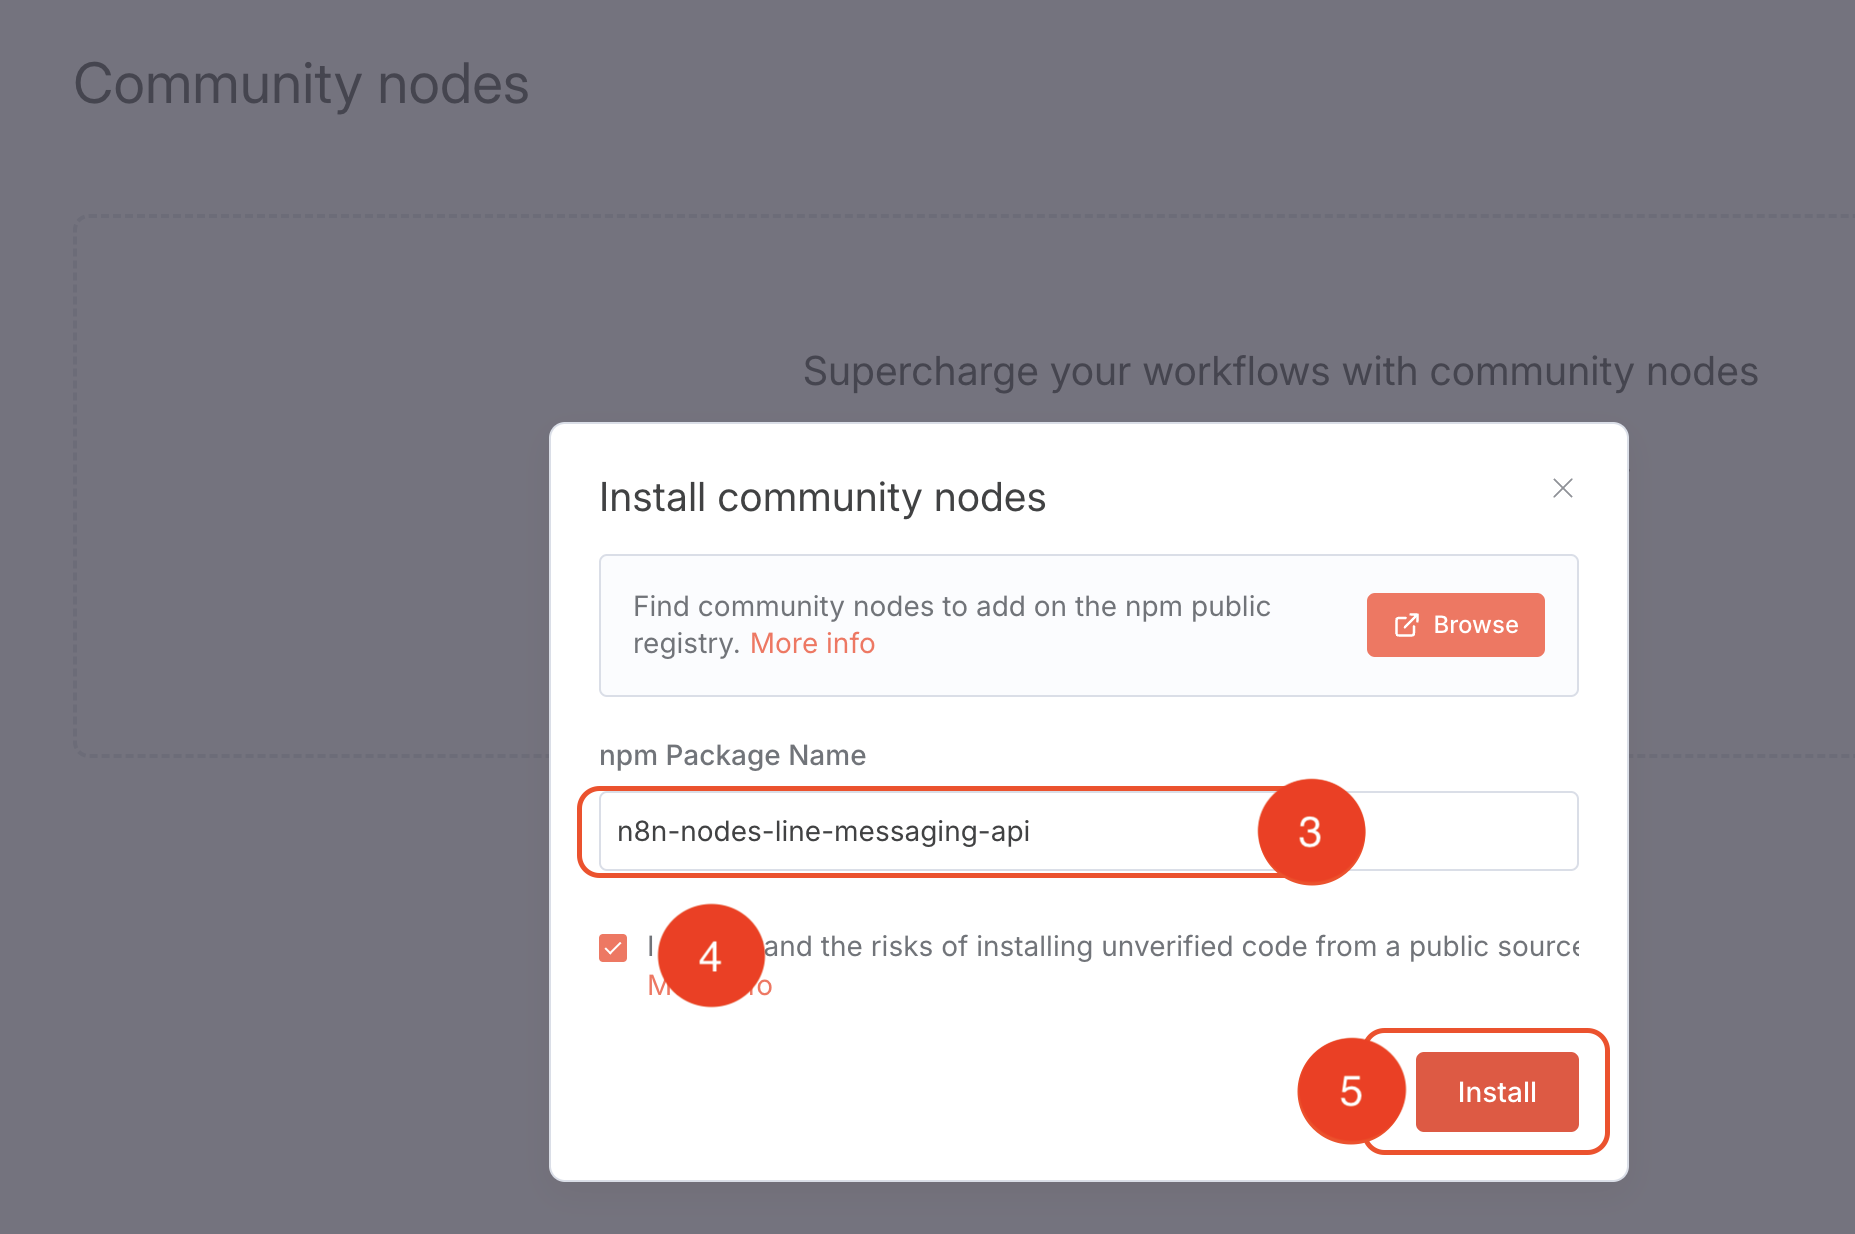 Community nodes
Supercharge your workflows with community nodes
Install community nodes
Find community nodes to add on the npm public
registry. More info
Browse
npm Package Name
n8n-nodes-line-messaging-api
3
I and the risks of installing unverified code from a public source
4
5
Install